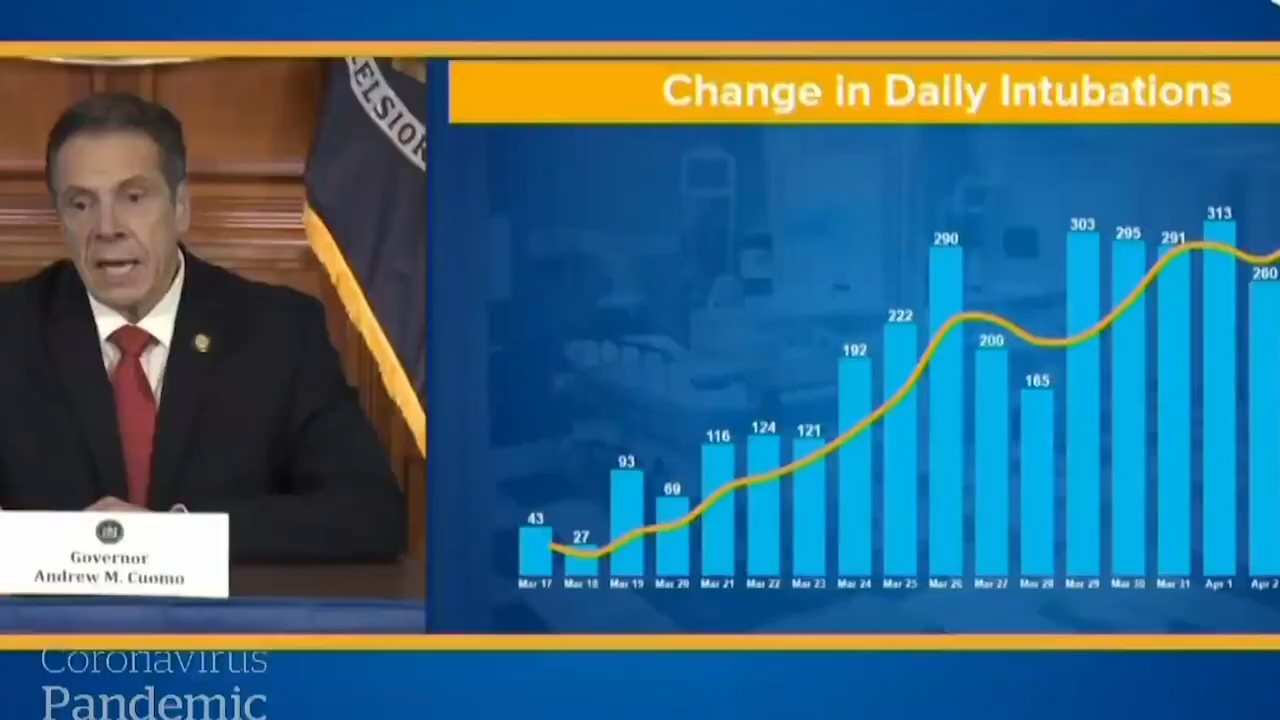 ELSIOR
Change in Daily Intubations
43
27
93
69
116
124
121
192
222
290
200
165
303
295
291
313
260
Mar 17
Mar 18
Mar 19
Mar 20
Mar 21
Mar 22
Mar 23
Mar 24
Mar 25
Mar 26
Mar 27
Mar 28
Mar 29
Mar 30
Mar 31
Apr 1
Apr 2
Governor
Andrew M. Cuomo
Coronavirus
Pandemic